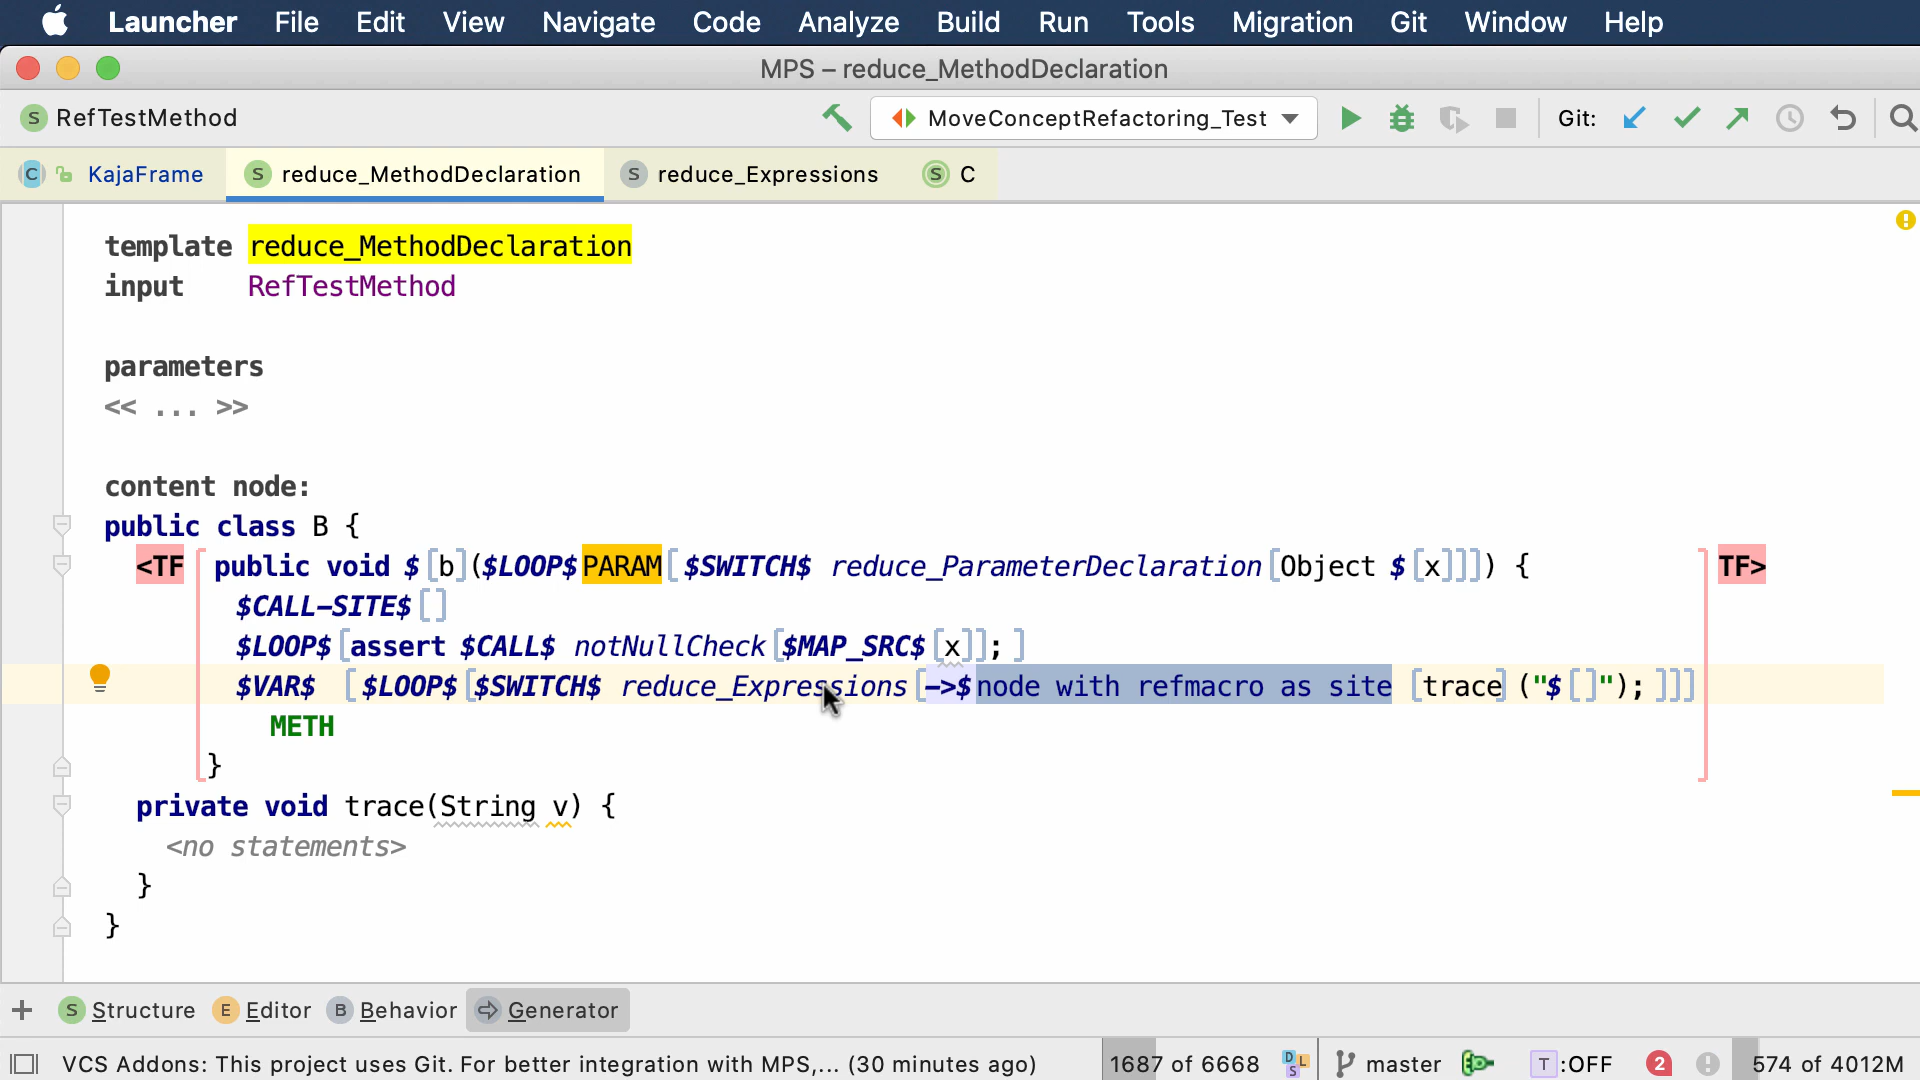 Launcher File Edit View Navigate Code Analyze Build Run Tools Migration Git Window Help
MPS – reduce_MethodDeclaration
S RefTestMethod MoveConceptRefactoring_Test Git:
C KajaFrame S reduce_MethodDeclaration S reduce_Expressions S C
template reduce_MethodDeclaration
input RefTestMethod
parameters
<< ... >>
content node:
public class B {
<TF [ public void $[b]($LOOP$PARAM[$SWITCH$ reduce_ParameterDeclaration[Object $[x]]]) { ] TF>
$CALL-SITE$[]
$LOOP$[assert $CALL$ notNullCheck[$MAP_SRC$[x]]; ]
$VAR$ [$LOOP$[$SWITCH$ reduce_Expressions[->$node with refmacro as site [trace]("$[]"); ]]]
METH
}
private void trace(String v) {
<no statements>
}
}
+ S Structure E Editor B Behavior Generator
VCS Addons: This project uses Git. For better integration with MPS,... (30 minutes ago) 1687 of 6668 DLS master T :OFF 2 574 of 4012M